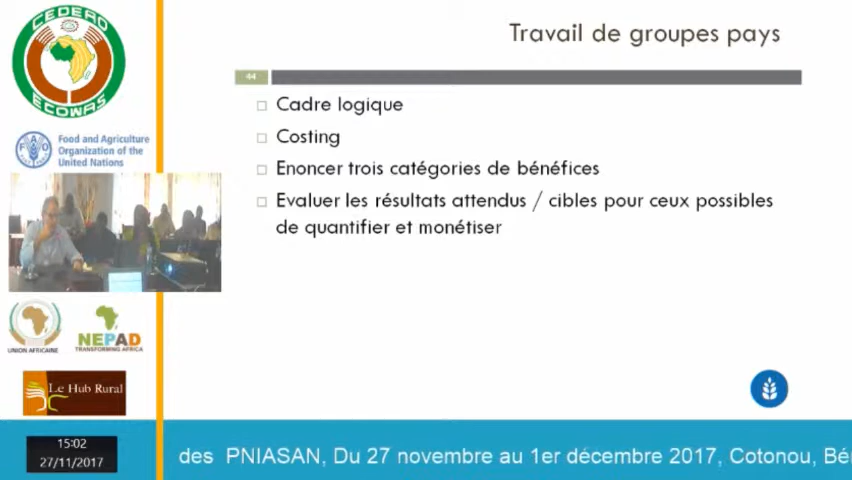 CEDEAO
ECOWAS
FAO
Food and Agriculture
Organization of the
United Nations
UNION AFRICAINE
NEPAD
TRANSFORMING AFRICA
Le Hub Rural
15:02
27/11/2017
Travail de groupes pays
44
Cadre logique
Costing
Enoncer trois catégories de bénéfices
Evaluer les résultats attendus / cibles pour ceux possibles
de quantifier et monétiser
des PNIASAN, Du 27 novembre au 1er décembre 2017, Cotonou, Bé